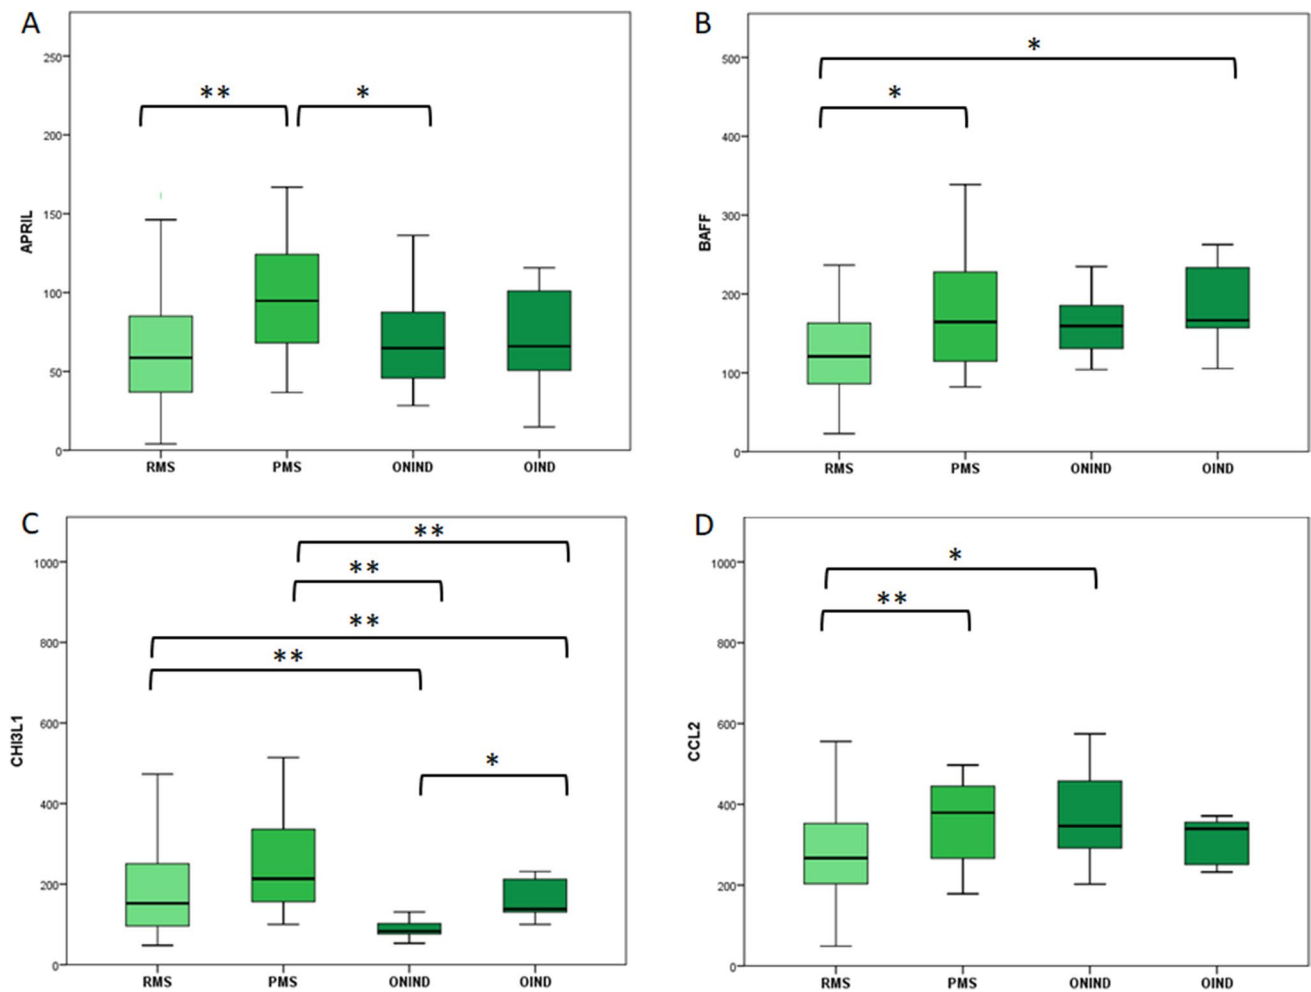 A
250
200
150
100
50
0
APRIL
** *
RMS PMS ONIND OIND
B
500
400
300
200
100
0
BAFF
*
*
RMS PMS ONIND OIND
C
1000
800
600
400
200
0
CHI3L1
**
**
**
**
*
RMS PMS ONIND OIND
D
1000
800
600
400
200
0
CCL2
*
**
RMS PMS ONIND OIND